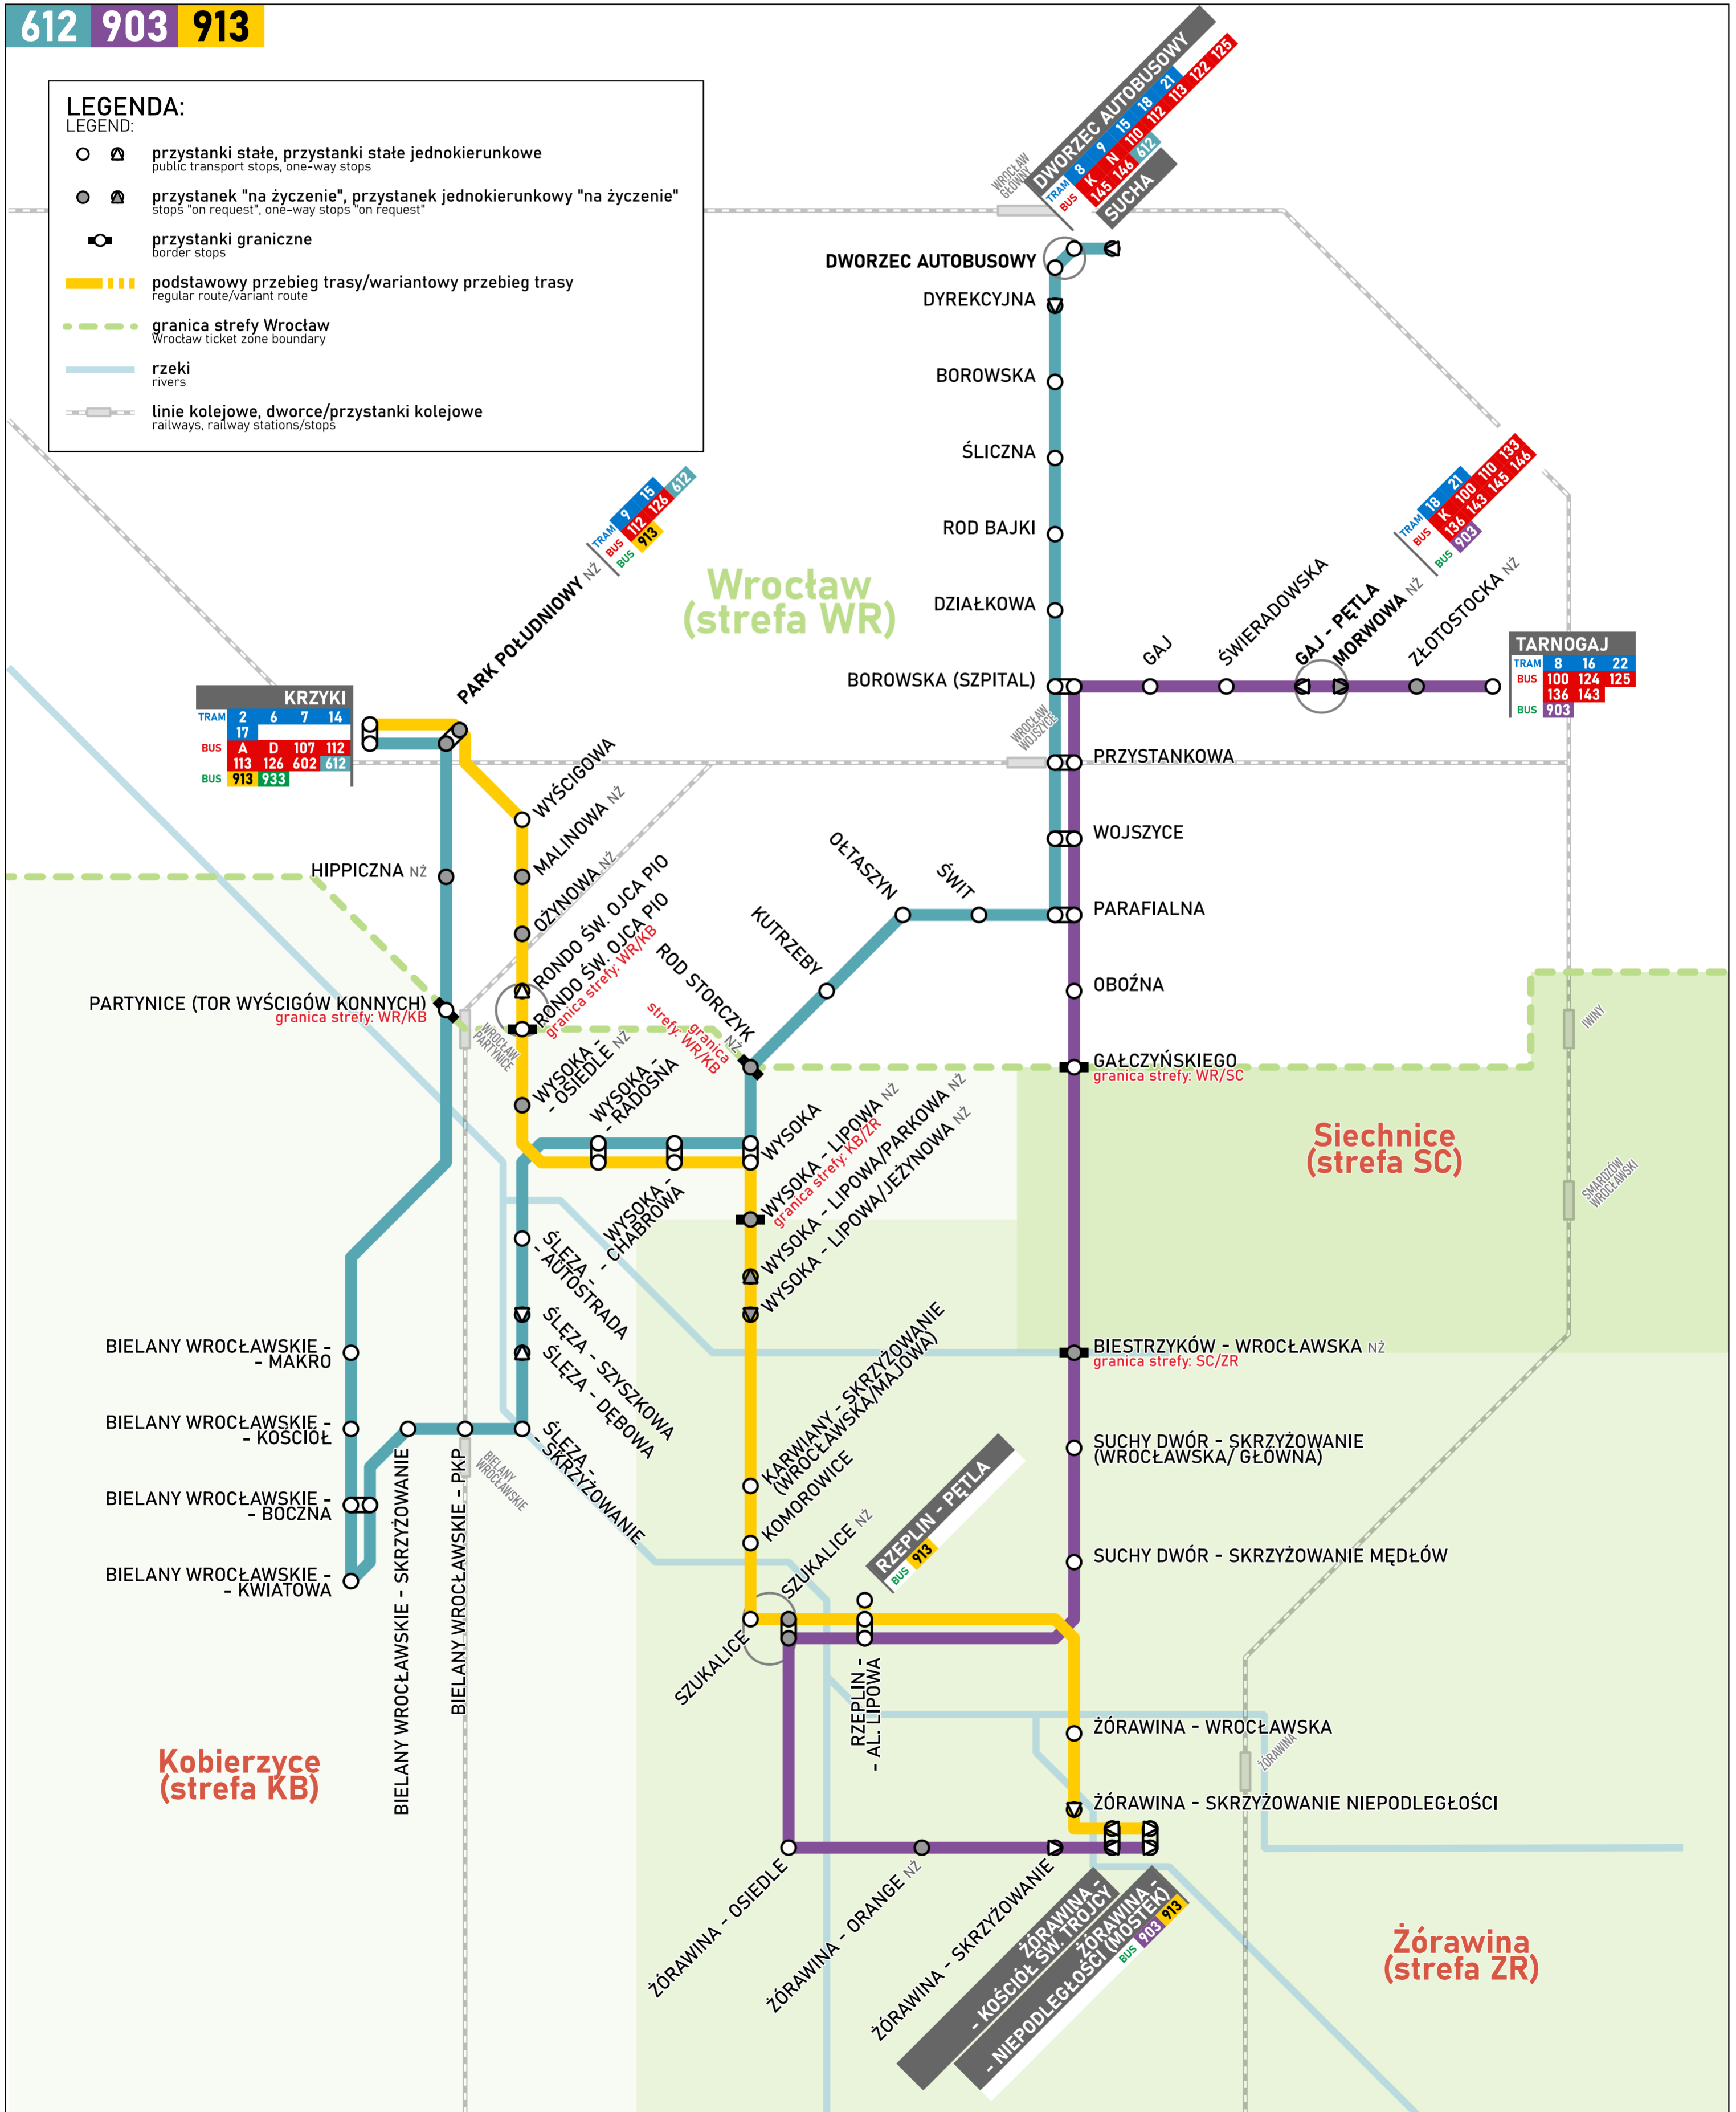 612 903 913
LEGENDA:
LEGEND:
przystanki stałe, przystanki stałe jednokierunkowe
public transport stops, one-way stops
przystanek "na życzenie", przystanek jednokierunkowy "na życzenie"
stops "on request", one-way stops "on request"
przystanki graniczne
border stops
podstawowy przebieg trasy/wariantowy przebieg trasy
regular route/variant route
granica strefy Wrocław
Wrocław ticket zone boundary
rzeki
rivers
linie kolejowe, dworce/przystanki kolejowe
railways, railway stations/stops
WROCŁAW
GŁÓWNY
DWORZEC AUTOBUSOWY
TRAM 8 9 15 18 21
BUS K N 110 112 113 122 125
145 146 612
SUCHA
DWORZEC AUTOBUSOWY
DYREKCYJNA
BOROWSKA
ŚLICZNA
ROD BAJKI
DZIAŁKOWA
BOROWSKA (SZPITAL)
GAJ
ŚWIERADOWSKA
GAJ - PĘTLA
MORWOWA NŻ
TRAM 18 21
BUS K 100 110 133
136 143 145 146
BUS 903
ZŁOTOSTOCKA NŻ
TARNOGAJ
TRAM 8 16 22
BUS 100 124 125
136 143
BUS 903
Wrocław
(strefa WR)
PARK POŁUDNIOWY NŻ
TRAM 9 15
BUS 112 126 612
BUS 913
KRZYKI
TRAM 2 6 7 14
17
BUS A D 107 112
113 126 602 612
BUS 913 933
WROCŁAW
WOJSZYCE
PRZYSTANKOWA
WOJSZYCE
PARAFIALNA
OBOŹNA
GAŁCZYŃSKIEGO
granica strefy: WR/SC
WYŚCIGOWA
MALINOWA NŻ
OŻYNOWA NŻ
RONDO ŚW. OJCA PIO
RONDO ŚW. OJCA PIO
granica strefy: WR/KB
HIPPICZNA NŻ
PARTYNICE (TOR WYŚCIGÓW KONNYCH)
granica strefy: WR/KB
WROCŁAW
PARTYNICE
OŁTASZYN
ŚWIT
KUTRZEBY
ROD STORCZYK
NŻ
granica
strefy: WR/KB
WYSOKA -
- OSIEDLE NŻ
WYSOKA -
- RADOSNA
WYSOKA -
- CHABROWA
WYSOKA
WYSOKA - LIPOWA NŻ
granica strefy: KB/ZR
WYSOKA - LIPOWA/PARKOWA NŻ
WYSOKA - LIPOWA/JEŻYNOWA NŻ
IWINY
Siechnice
(strefa SC)
SMARDZÓW
WROCŁAWSKI
ŚLĘZA -
- AUTOSTRADA
ŚLĘZA - SZYSZKOWA
ŚLĘZA - DĘBOWA
ŚLĘZA -
- SKRZYŻOWANIE
BIELANY WROCŁAWSKIE -
- MAKRO
BIELANY WROCŁAWSKIE -
- KOŚCIÓŁ
BIELANY WROCŁAWSKIE -
- BOCZNA
BIELANY WROCŁAWSKIE -
- KWIATOWA
BIELANY WROCŁAWSKIE - SKRZYŻOWANIE
BIELANY WROCŁAWSKIE - PKP
BIELANY
WROCŁAWSKIE
BIESTRZYKÓW - WROCŁAWSKA NŻ
granica strefy: SC/ZR
SUCHY DWÓR - SKRZYŻOWANIE
(WROCŁAWSKA/ GŁÓWNA)
SUCHY DWÓR - SKRZYŻOWANIE MĘDŁÓW
KARWIANY - SKRZYŻOWANIE
(WROCŁAWSKA/MAJOWA)
KOMOROWICE
SZUKALICE NŻ
SZUKALICE
RZEPLIN - PĘTLA
BUS 913
RZEPLIN -
- AL. LIPOWA
ŻÓRAWINA - WROCŁAWSKA
ŻÓRAWINA
ŻÓRAWINA - SKRZYŻOWANIE NIEPODLEGŁOŚCI
Kobierzyce
(strefa KB)
ŻÓRAWINA - OSIEDLE
ŻÓRAWINA - ORANGE NŻ
ŻÓRAWINA - SKRZYŻOWANIE
ŻÓRAWINA -
- KOŚCIÓŁ ŚW. TRÓJCY
ŻÓRAWINA -
- NIEPODLEGŁOŚCI (MOSTEK)
BUS 903 913
Żórawina
(strefa ZR)